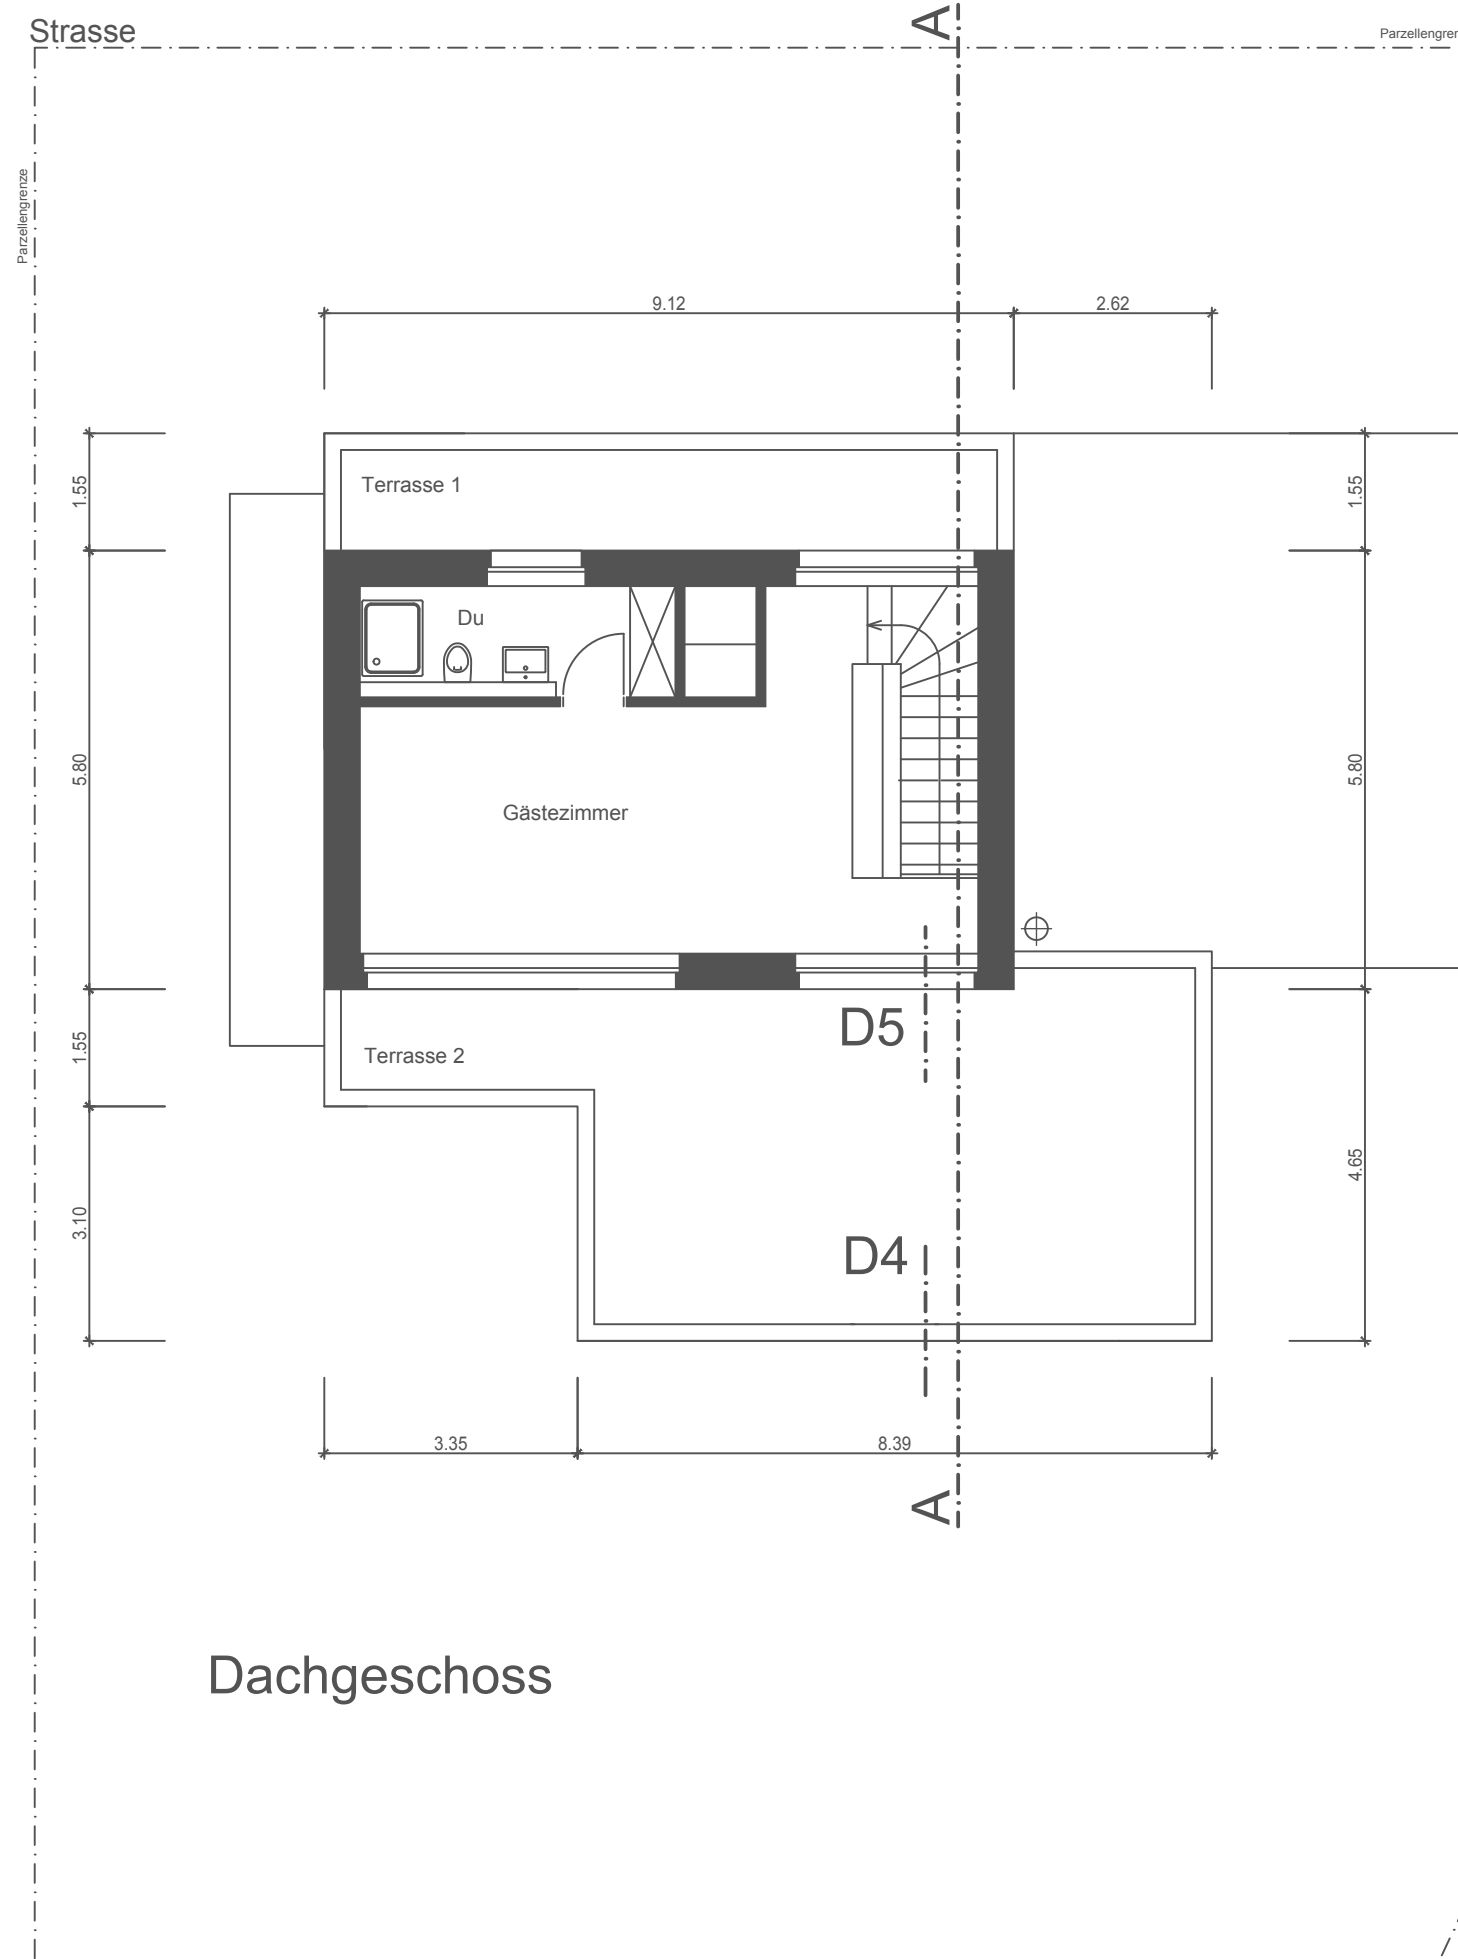 A
Strasse
Parzellengren
Parzellengrenze
9.12
2.62
1.55
Terrasse 1
1.55
Du
5.80
5.80
Gästezimmer
D5
1.55
Terrasse 2
4.65
3.10
D4
3.35
8.39
A
Dachgeschoss